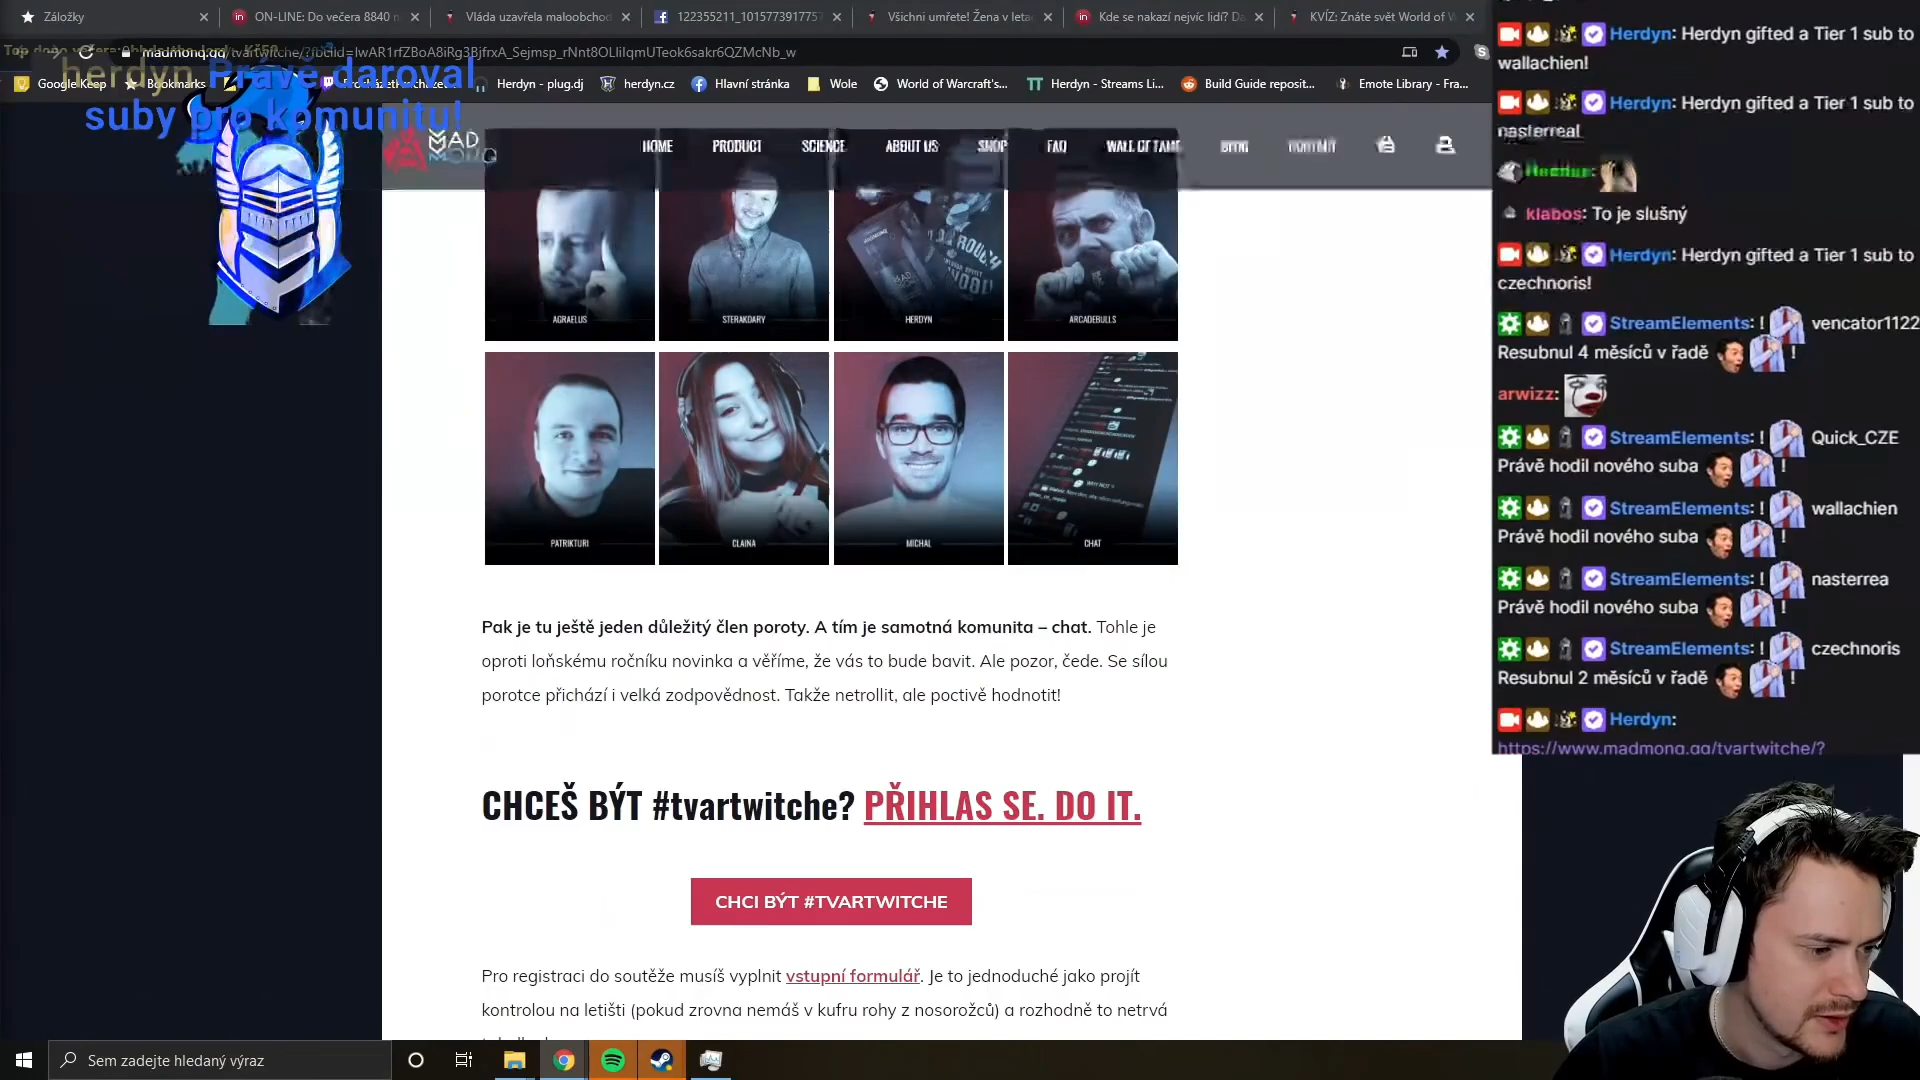 Záložky
ON-LINE: Do večera 8840 n
Vláda uzavřela maloobchod
122355211_1015773917757
Všichni umřete! Žena v leta
Kde se nakazí nejvíc lidí? Da
KVÍZ: Znáte svět World of W
Google Keep
Bookmarks
Herdyn - plug.dj
herdyn.cz
Hlavní stránka
Wole
World of Warcraft's...
Herdyn - Streams Li...
Build Guide reposit...
Emote Library - Fra...
herdyn Právě daroval
suby pro komunitu!
MAD
MONQ
HOME
PRODUCT
SCIENCE
ABOUT US
SHOP
FAQ
WALL OF FAME
AGRAELUS
STERAKDARY
HERDYN
ARCADEBULLS
PATRIKTURI
CLAINA
MICHAL
CHAT
Pak je tu ještě jeden důležitý člen poroty. A tím je samotná komunita – chat. Tohle je
oproti loňskému ročníku novinka a věříme, že vás to bude bavit. Ale pozor, čede. Se sílou
porotce přichází i velká zodpovědnost. Takže netrollit, ale poctivě hodnotit!
CHCEŠ BÝT #tvartwitche? PŘIHLAS SE. DO IT.
CHCI BÝT #TVARTWITCHE
Pro registraci do soutěže musíš vyplnit vstupní formulář. Je to jednoduché jako projít
kontrolou na letišti (pokud zrovna nemáš v kufru rohy z nosorožců) a rozhodně to netrvá
Herdyn: Herdyn gifted a Tier 1 sub to
wallachien!
Herdyn: Herdyn gifted a Tier 1 sub to
nasterreal
klabos: To je slušný
Herdyn: Herdyn gifted a Tier 1 sub to
czechnoris!
StreamElements: ! vencator1122
Resubnul 4 měsíců v řadě !
arwizz:
StreamElements: ! Quick_CZE
Právě hodil nového suba !
StreamElements: ! wallachien
Právě hodil nového suba !
StreamElements: ! nasterrea
Právě hodil nového suba !
StreamElements: ! czechnoris
Resubnul 2 měsíců v řadě !
Herdyn:
https://www.madmonq.gg/tvartwitche/?
Sem zadejte hledaný výraz